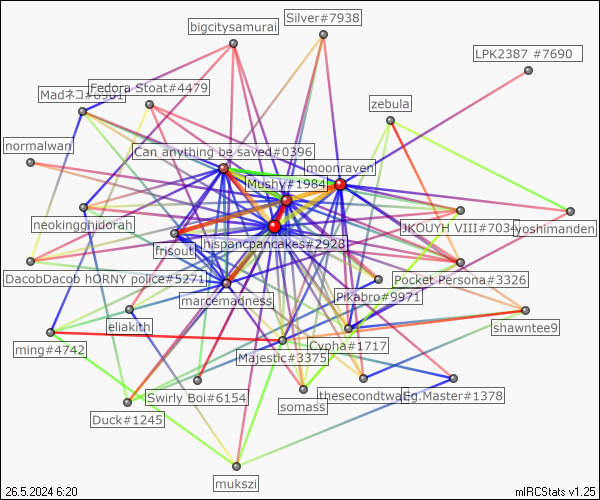 Silver#7938
bigcitysamurai
LPK2387 #7690
Fedora Stoat#4479
Madネコ#6961
zebula
normalwan
Can anything be saved#0396
moonraven
Mushy#1984
neokingghidorah
JKOUYH VIII#7034
yoshimanden
frisout
hispancpancakes#2928
DacobDacob hORNY police#5271
Pocket Persona#3326
marcemadness
Pikabro#9971
eliakith
shawntee9
ming#4742
Cypha#1717
Majestic#3375
Swirly Boi#6154
thesecondtwa
Eg.Master#1378
somass
Duck#1245
mukszi
26.5.2024 6:20
mIRCStats v1.25